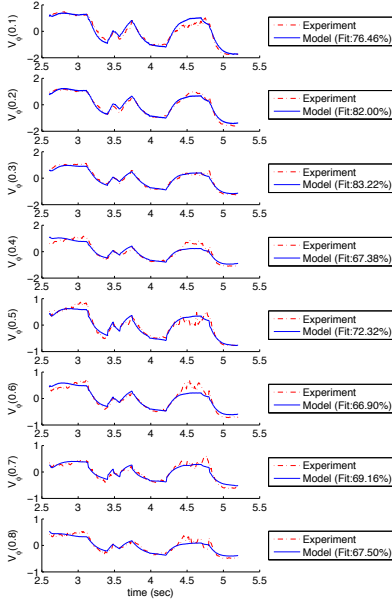 V_ϕ(0.1)
2
0
−2
2.5 3 3.5 4 4.5 5 5.5
Experiment
Model (Fit:76.46%)
V_ϕ(0.2)
2
0
−2
2.5 3 3.5 4 4.5 5 5.5
Experiment
Model (Fit:82.00%)
V_ϕ(0.3)
2
0
−2
2.5 3 3.5 4 4.5 5 5.5
Experiment
Model (Fit:83.22%)
V_ϕ(0.4)
2
0
−2
2.5 3 3.5 4 4.5 5 5.5
Experiment
Model (Fit:67.38%)
V_ϕ(0.5)
1
0
−1
2.5 3 3.5 4 4.5 5 5.5
Experiment
Model (Fit:72.32%)
V_ϕ(0.6)
1
0
−1
2.5 3 3.5 4 4.5 5 5.5
Experiment
Model (Fit:66.90%)
V_ϕ(0.7)
1
0
−1
2.5 3 3.5 4 4.5 5 5.5
Experiment
Model (Fit:69.16%)
V_ϕ(0.8)
1
0
−1
2.5 3 3.5 4 4.5 5 5.5
time (sec)
Experiment
Model (Fit:67.50%)